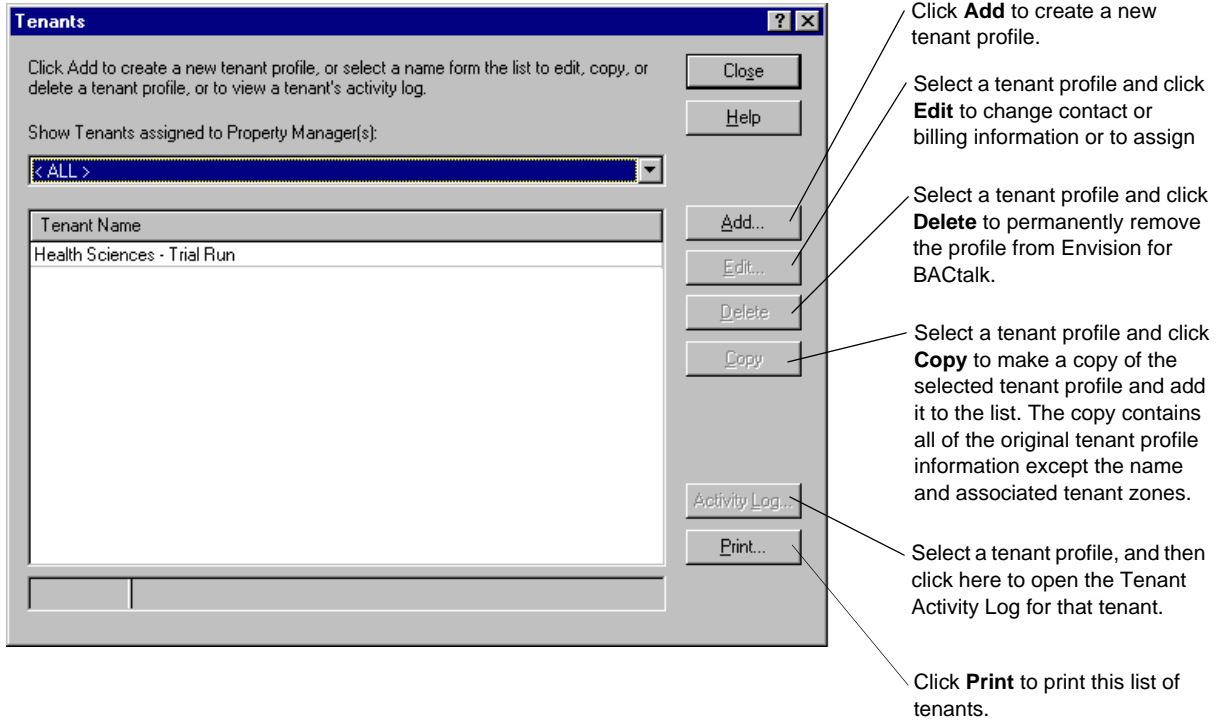 Tenants
Click Add to create a new tenant profile, or select a name form the list to edit, copy, or
delete a tenant profile, or to view a tenant's activity log.
Show Tenants assigned to Property Manager(s):
< ALL >
Tenant Name
Health Sciences - Trial Run
Close
Help
Add...
Edit...
Delete
Copy
Activity Log...
Print...
Click Add to create a new
tenant profile.
Select a tenant profile and click
Edit to change contact or
billing information or to assign
Select a tenant profile and click
Delete to permanently remove
the profile from Envision for
BACtalk.
Select a tenant profile and click
Copy to make a copy of the
selected tenant profile and add
it to the list. The copy contains
all of the original tenant profile
information except the name
and associated tenant zones.
Select a tenant profile, and then
click here to open the Tenant
Activity Log for that tenant.
Click Print to print this list of
tenants.